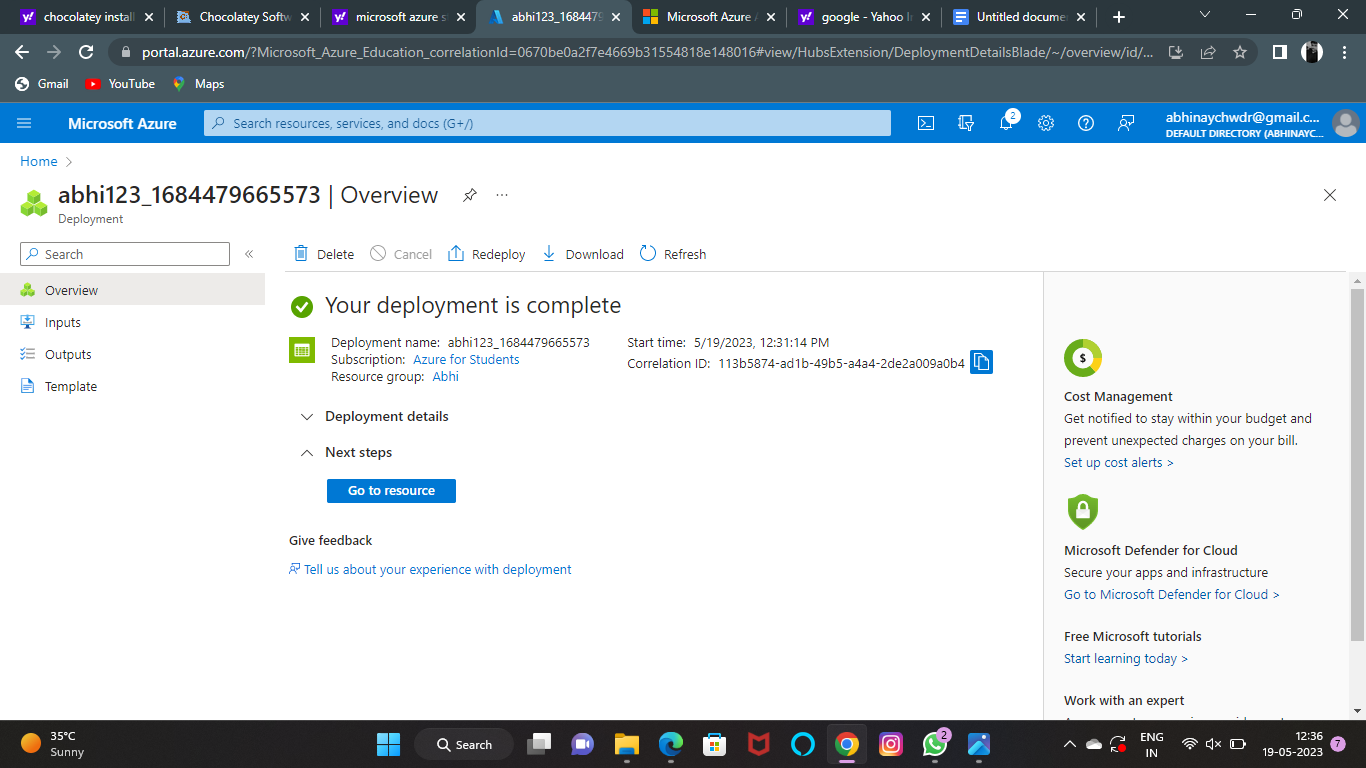 chocolatey install
Chocolatey Softw
microsoft azure s
abhi123_1684479
Microsoft Azure
google - Yahoo I
Untitled docume
portal.azure.com/?Microsoft_Azure_Education_correlationId=0670be0a2f7e4669b31554818e148016#view/HubsExtension/DeploymentDetailsBlade/~/overview/id/...
Gmail
YouTube
Maps
Microsoft Azure
Search resources, services, and docs (G+/)
2
abhinaychwdr@gmail.c...
DEFAULT DIRECTORY (ABHINAYC...
Home
abhi123_1684479665573 | Overview
Deployment
Search
Overview
Inputs
Outputs
Template
Delete
Cancel
Redeploy
Download
Refresh
Your deployment is complete
Deployment name: abhi123_1684479665573
Subscription: Azure for Students
Resource group: Abhi
Start time: 5/19/2023, 12:31:14 PM
Correlation ID: 113b5874-ad1b-49b5-a4a4-2de2a009a0b4
Deployment details
Next steps
Go to resource
Give feedback
Tell us about your experience with deployment
Cost Management
Get notified to stay within your budget and
prevent unexpected charges on your bill.
Set up cost alerts >
Microsoft Defender for Cloud
Secure your apps and infrastructure
Go to Microsoft Defender for Cloud >
Free Microsoft tutorials
Start learning today >
Work with an expert
35°C
Sunny
Search
2
ENG
IN
12:36
19-05-2023
7